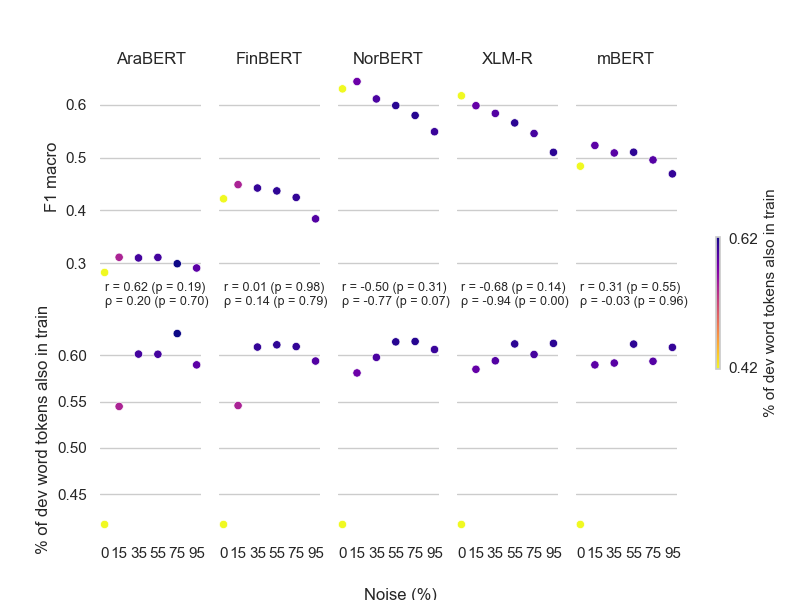 AraBERT FinBERT NorBERT XLM-R mBERT
0.6
0.5
0.4
0.3
F1 macro
r = 0.62 (p = 0.19) r = 0.01 (p = 0.98) r = -0.50 (p = 0.31) r = -0.68 (p = 0.14) r = 0.31 (p = 0.55)
ρ = 0.20 (p = 0.70) ρ = 0.14 (p = 0.79) ρ = -0.77 (p = 0.07) ρ = -0.94 (p = 0.00) ρ = -0.03 (p = 0.96)
0.60
0.55
0.50
0.45
% of dev word tokens also in train
0 15 35 55 75 95 0 15 35 55 75 95 0 15 35 55 75 95 0 15 35 55 75 95 0 15 35 55 75 95
Noise (%)
0.62
0.42
% of dev word tokens also in train